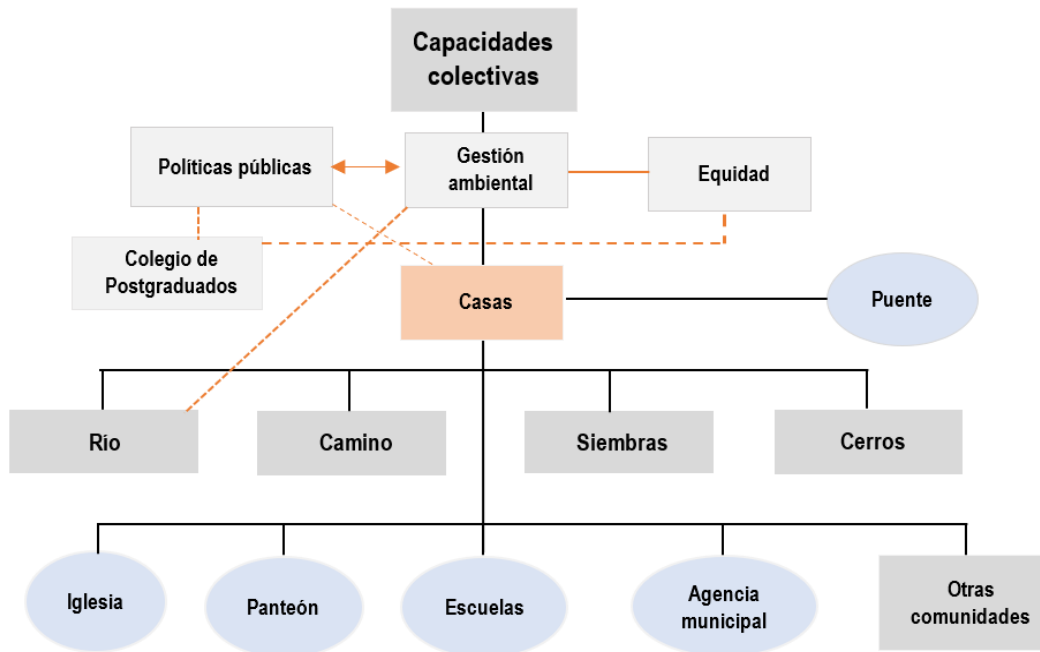 Capacidades
colectivas
Políticas públicas
Gestión
ambiental
Equidad
Colegio de
Postgraduados
Casas
Puente
Río
Camino
Siembras
Cerros
Iglesia
Panteón
Escuelas
Agencia
municipal
Otras
comunidades